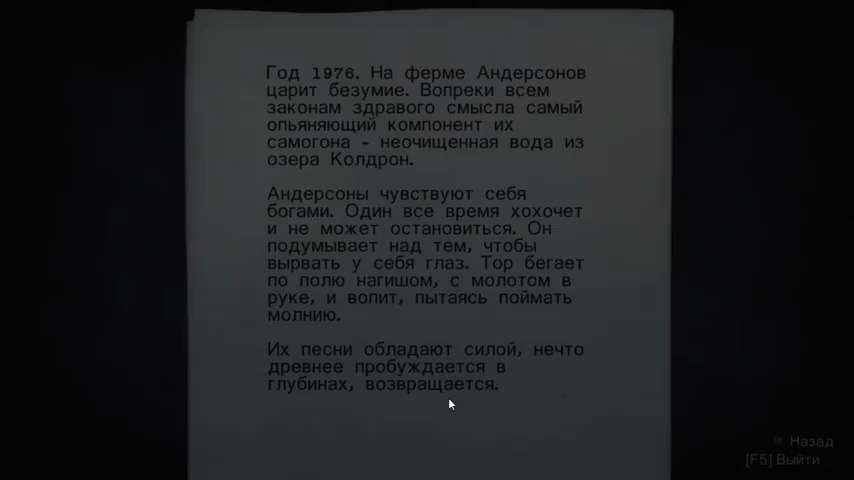 Год 1976. На ферме Андерсонов
царит безумие. Вопреки всем
законам здравого смысла самый
опьяняющий компонент их
самогона - неочищенная вода из
озера Колдрон.
Андерсоны чувствуют себя
богами. Один все время хохочет
и не может остановиться. Он
подумывает над тем, чтобы
вырвать у себя глаз. Тор бегает
по полю нагишом, с молотом в
руке, и вопит, пытаясь поймать
молнию.
Их песни обладают силой, нечто
древнее пробуждается в
глубинах, возвращается.
Назад
[F5] Выйти